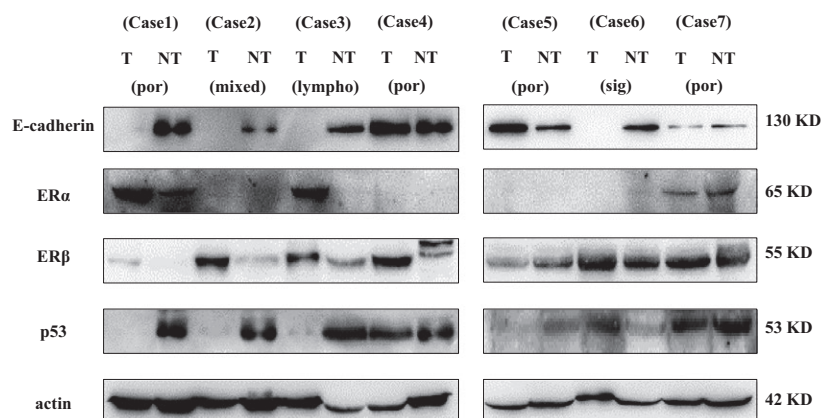 (Case1) (Case2) (Case3) (Case4) (Case5) (Case6) (Case7)
T NT T NT T NT T NT T NT T NT T NT
(por) (mixed) (lympho) (por) (por) (sig) (por)
E-cadherin 130 KD
ERα 65 KD
ERβ 55 KD
p53 53 KD
actin 42 KD